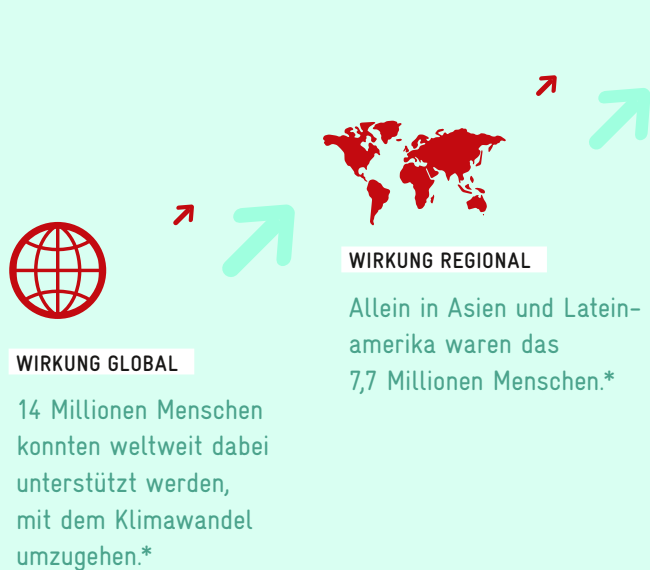 WIRKUNG GLOBAL
14 Millionen Menschen
konnten weltweit dabei
unterstützt werden,
mit dem Klimawandel
umzugehen.*
WIRKUNG REGIONAL
Allein in Asien und Latein-
amerika waren das
7,7 Millionen Menschen.*